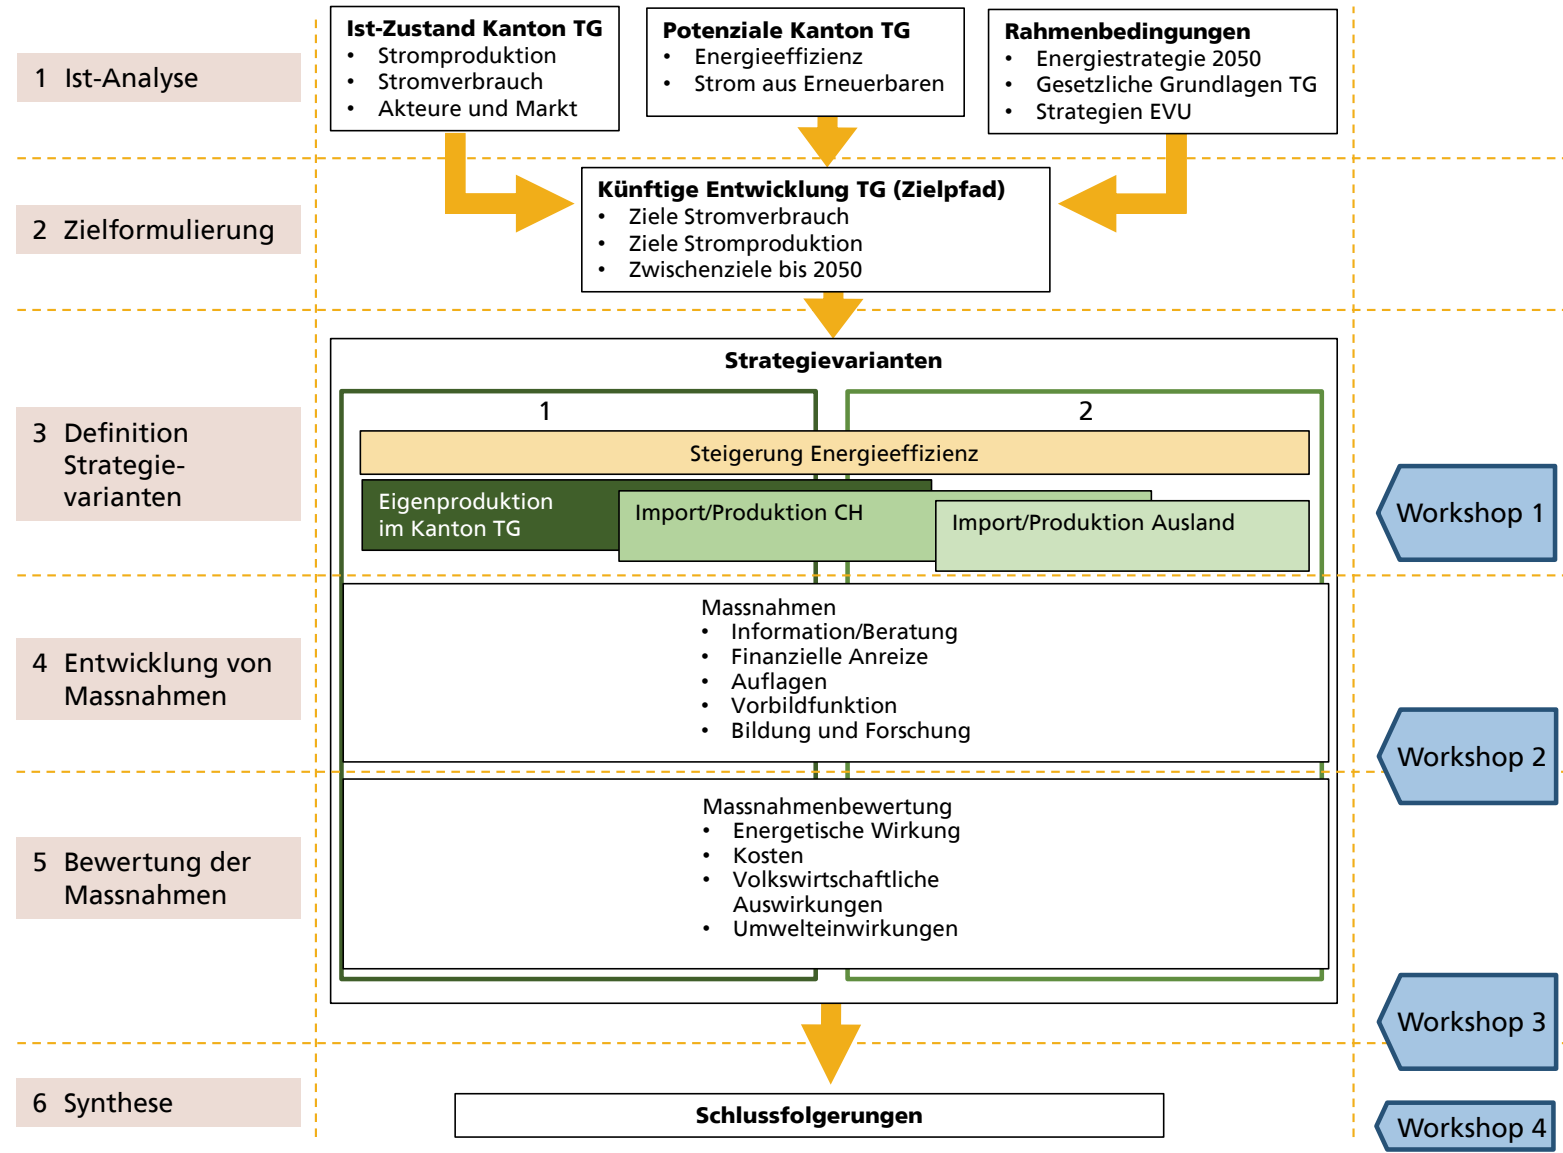 1 Ist-Analyse
Ist-Zustand Kanton TG
• Stromproduktion
• Stromverbrauch
• Akteure und Markt
Potenziale Kanton TG
• Energieeffizienz
• Strom aus Erneuerbaren
Rahmenbedingungen
• Energiestrategie 2050
• Gesetzliche Grundlagen TG
• Strategien EVU
2 Zielformulierung
Künftige Entwicklung TG (Zielpfad)
• Ziele Stromverbrauch
• Ziele Stromproduktion
• Zwischenziele bis 2050
3 Definition
Strategie-
varianten
Strategievarianten
1
2
Steigerung Energieeffizienz
Eigenproduktion
im Kanton TG
Import/Produktion CH
Import/Produktion Ausland
Workshop 1
4 Entwicklung von
Massnahmen
Massnahmen
• Information/Beratung
• Finanzielle Anreize
• Auflagen
• Vorbildfunktion
• Bildung und Forschung
Workshop 2
5 Bewertung der
Massnahmen
Massnahmenbewertung
• Energetische Wirkung
• Kosten
• Volkswirtschaftliche
Auswirkungen
• Umwelteinwirkungen
Workshop 3
6 Synthese
Schlussfolgerungen
Workshop 4